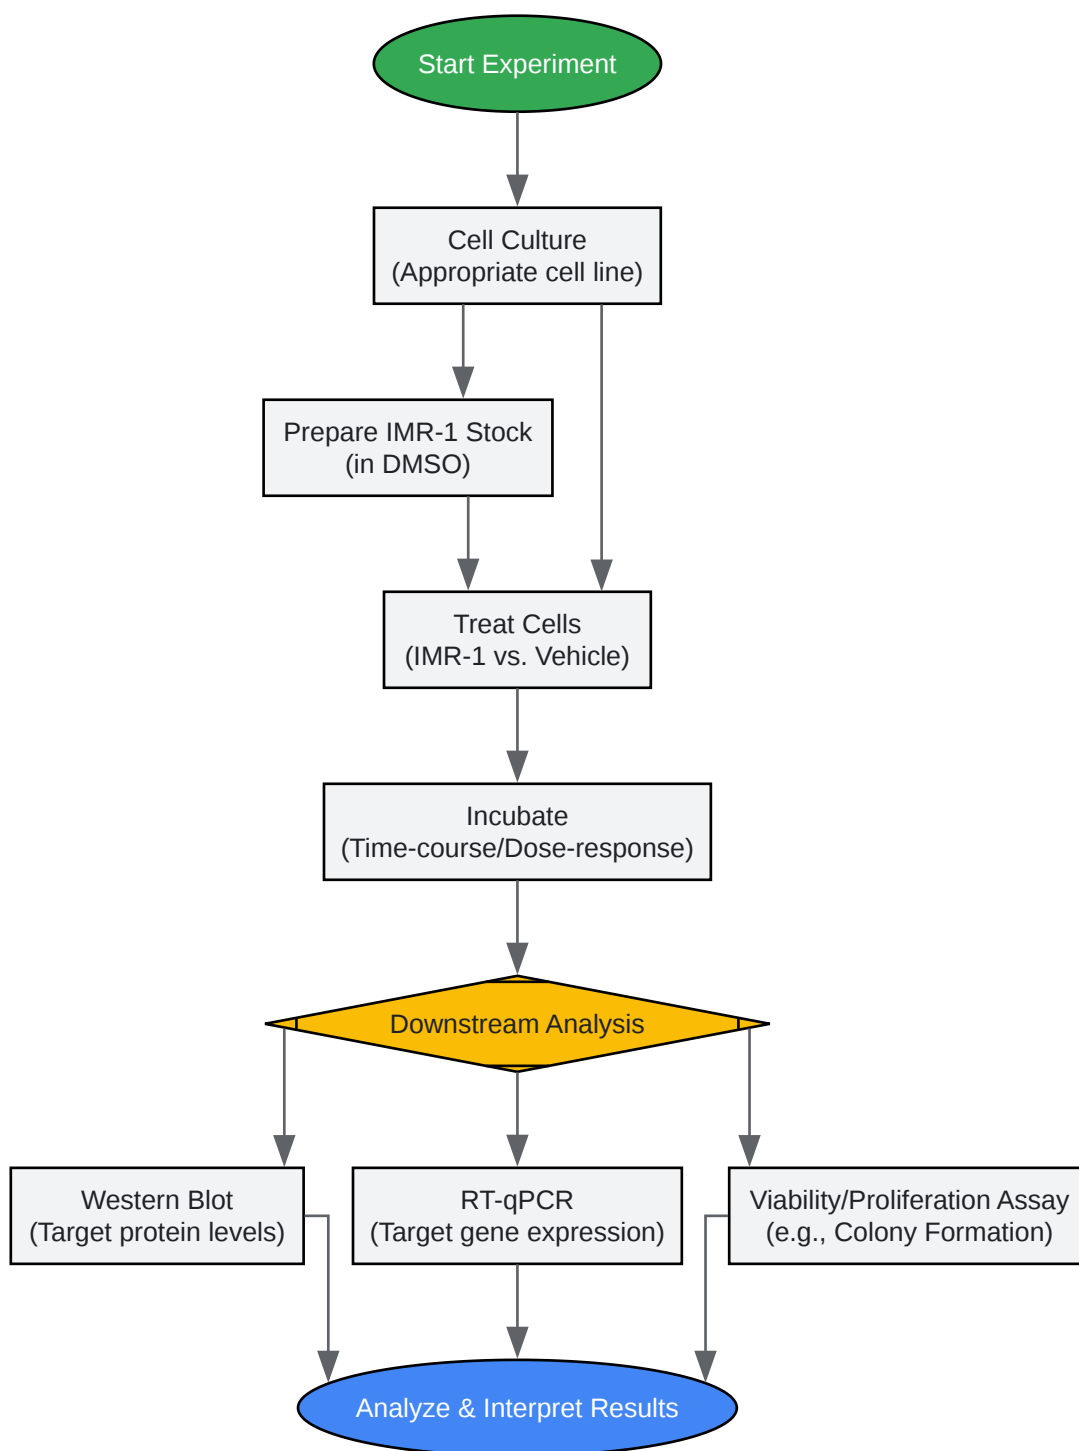 Start Experiment
Cell Culture
(Appropriate cell line)
Prepare IMR-1 Stock
(in DMSO)
Treat Cells
(IMR-1 vs. Vehicle)
Incubate
(Time-course/Dose-response)
Downstream Analysis
Western Blot
(Target protein levels)
RT-qPCR
(Target gene expression)
Viability/Proliferation Assay
(e.g., Colony Formation)
Analyze & Interpret Results